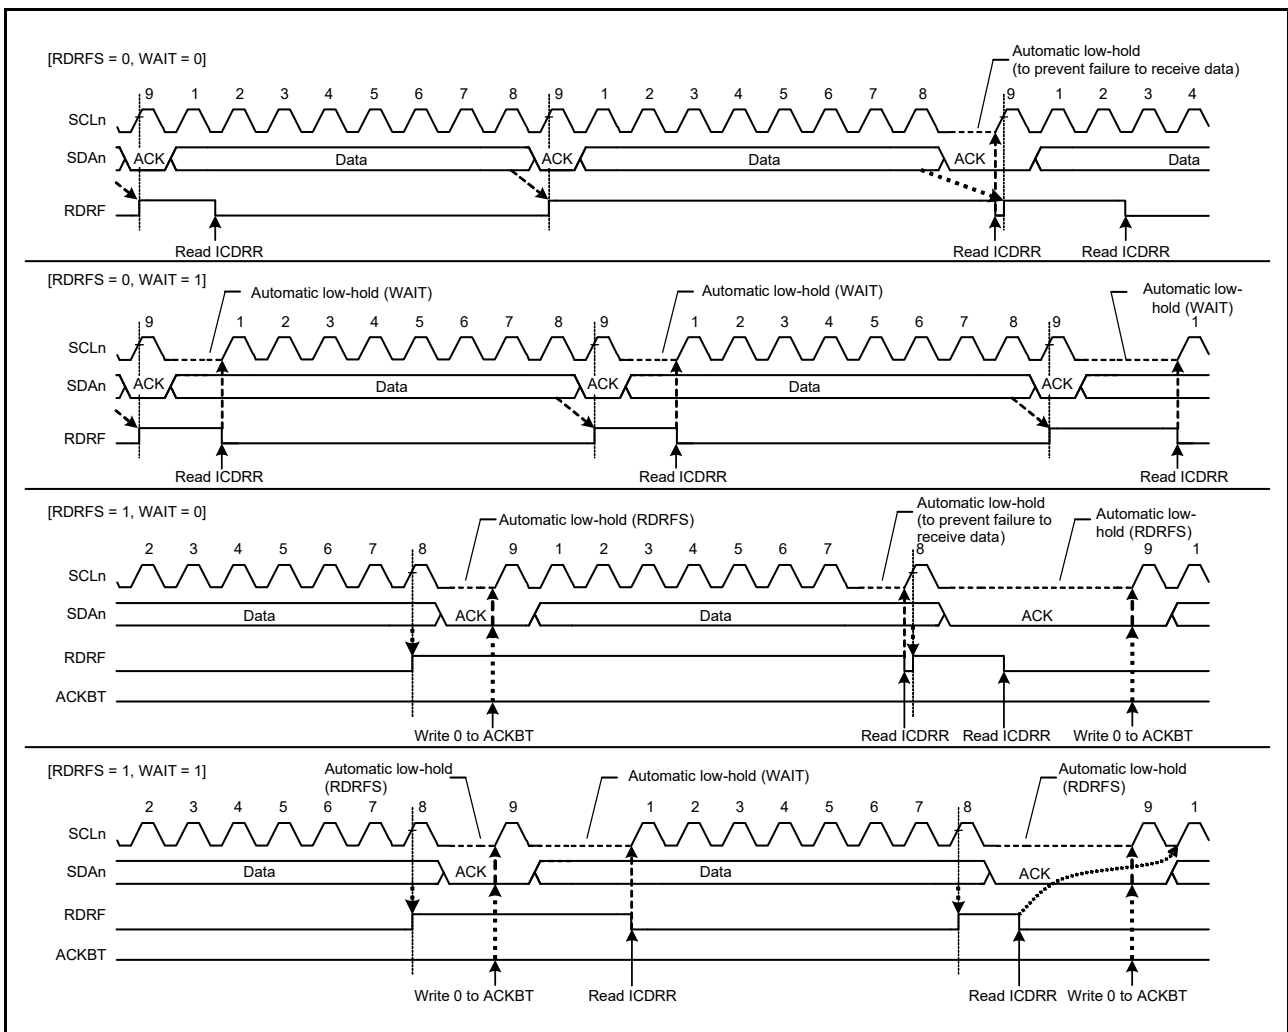 [RDRFS = 0, WAIT = 0]
Automatic low-hold
(to prevent failure to receive data)
9 1 2 3 4 5 6 7 8 9 1 2 3 4 5 6 7 8 9 1 2 3 4
SCLn
SDAn ACK Data ACK Data ACK Data
RDRF
Read ICDRR Read ICDRR Read ICDRR
[RDRFS = 0, WAIT = 1]
Automatic low-hold (WAIT) Automatic low-hold (WAIT) Automatic low-
hold (WAIT)
9 1 2 3 4 5 6 7 8 9 1 2 3 4 5 6 7 8 9 1
SCLn
SDAn ACK Data ACK Data ACK
RDRF
Read ICDRR Read ICDRR Read ICDRR
[RDRFS = 1, WAIT = 0]
Automatic low-hold (RDRFS)
Automatic low-hold
(to prevent failure to
receive data)
Automatic low-
hold (RDRFS)
2 3 4 5 6 7 8 9 1 2 3 4 5 6 7 8 9 1
SCLn
SDAn Data ACK Data ACK
RDRF
ACKBT
Write 0 to ACKBT Read ICDRR Read ICDRR Write 0 to ACKBT
[RDRFS = 1, WAIT = 1]
Automatic low-hold
(RDRFS)
Automatic low-hold (WAIT)
Automatic low-hold
(RDRFS)
2 3 4 5 6 7 8 9 1 2 3 4 5 6 7 8 9 1
SCLn
SDAn Data ACK Data ACK
RDRF
ACKBT
Write 0 to ACKBT Read ICDRR Read ICDRR Write 0 to ACKBT